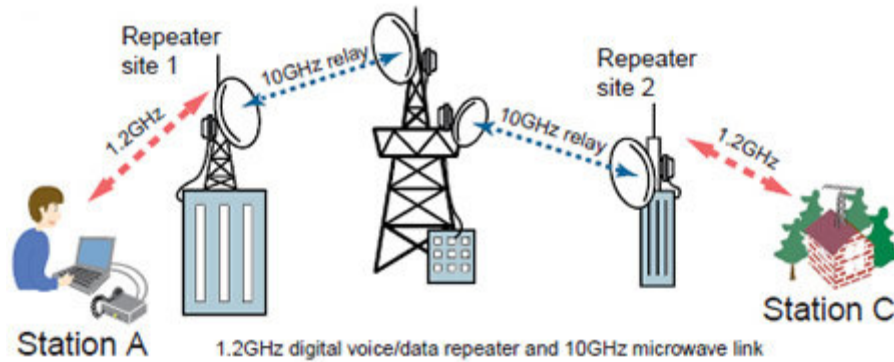 Repeater
site 1
10GHz relay
Repeater
site 2
10GHz relay
1.2GHz
1.2GHz
Station A
Station C
1.2GHz digital voice/data repeater and 10GHz microwave link